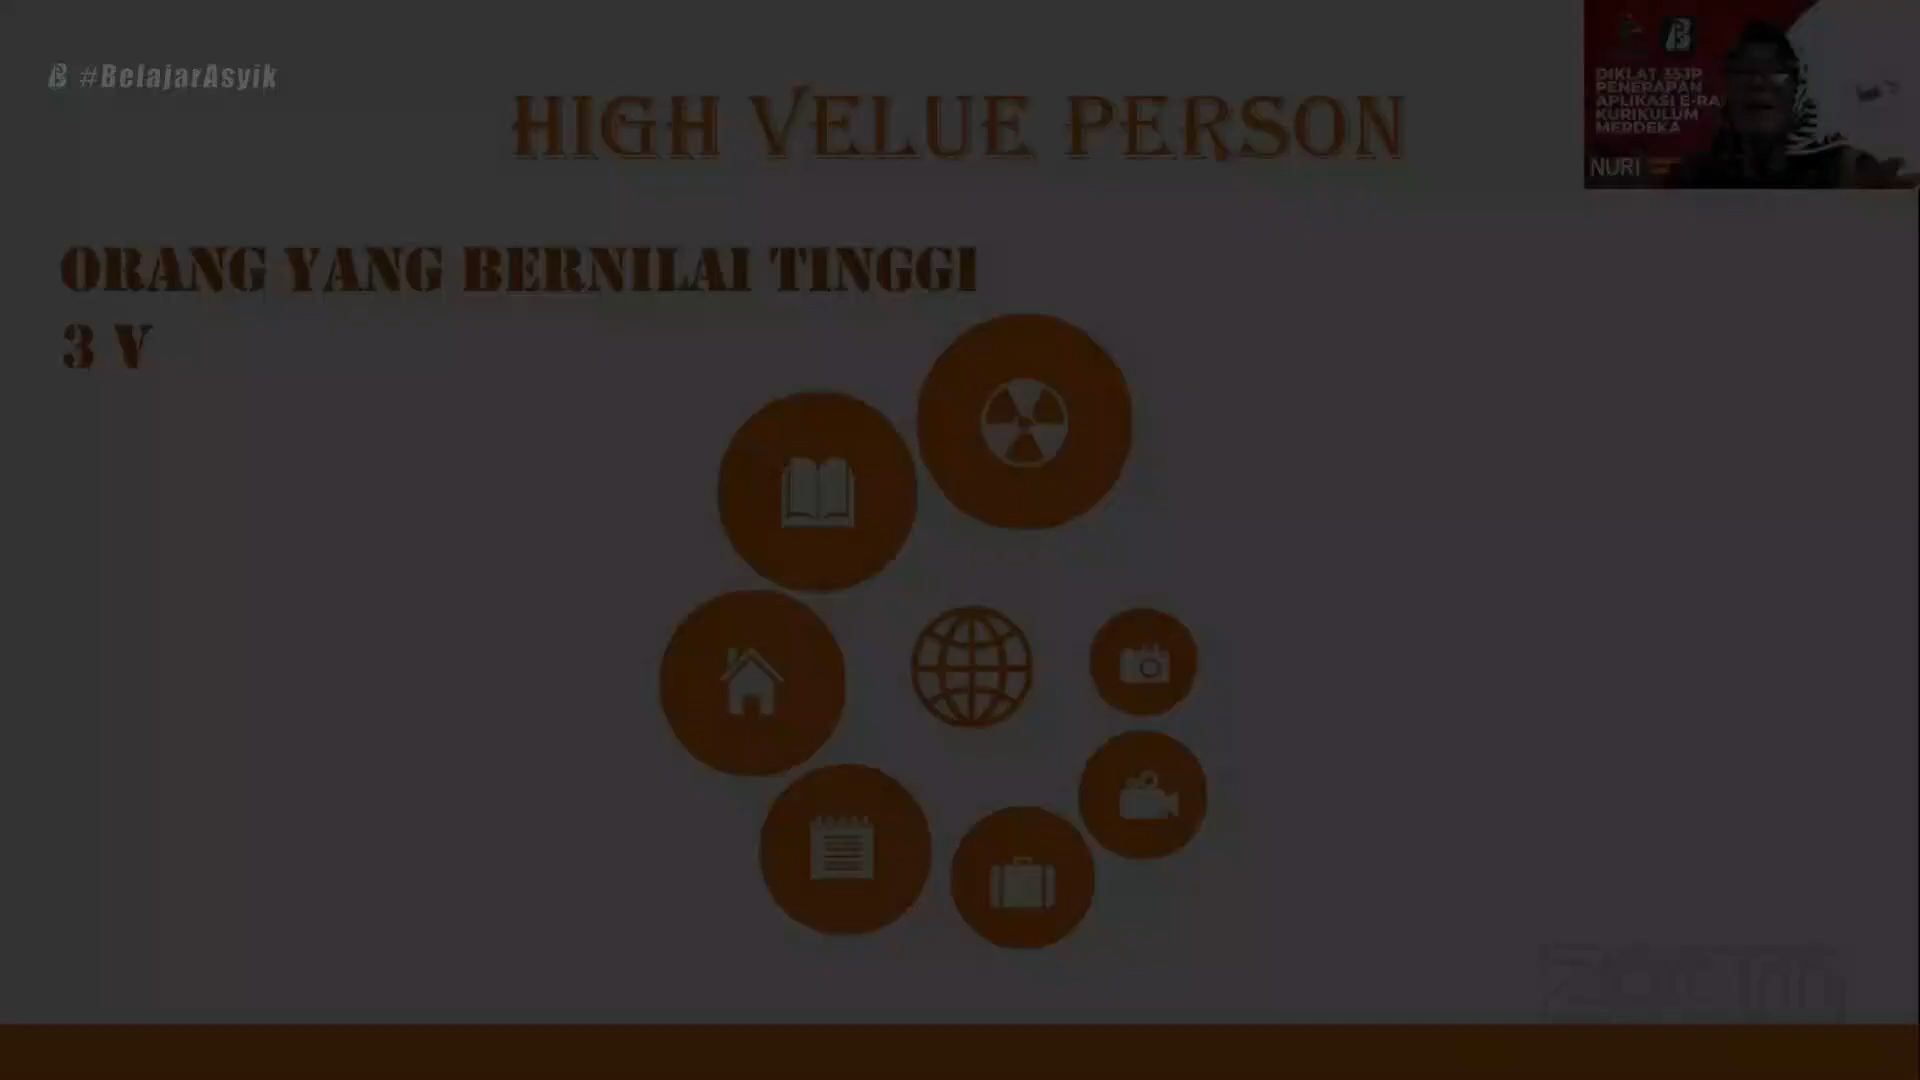 #BelajarAsyik
HIGH VELUE PERSON
DIKLAT 35JP
PENERAPAN
APLIKASI E-RA
KURIKULUM
MERDEKA
NURI
ORANG YANG BERNILAI TINGGI
3 V